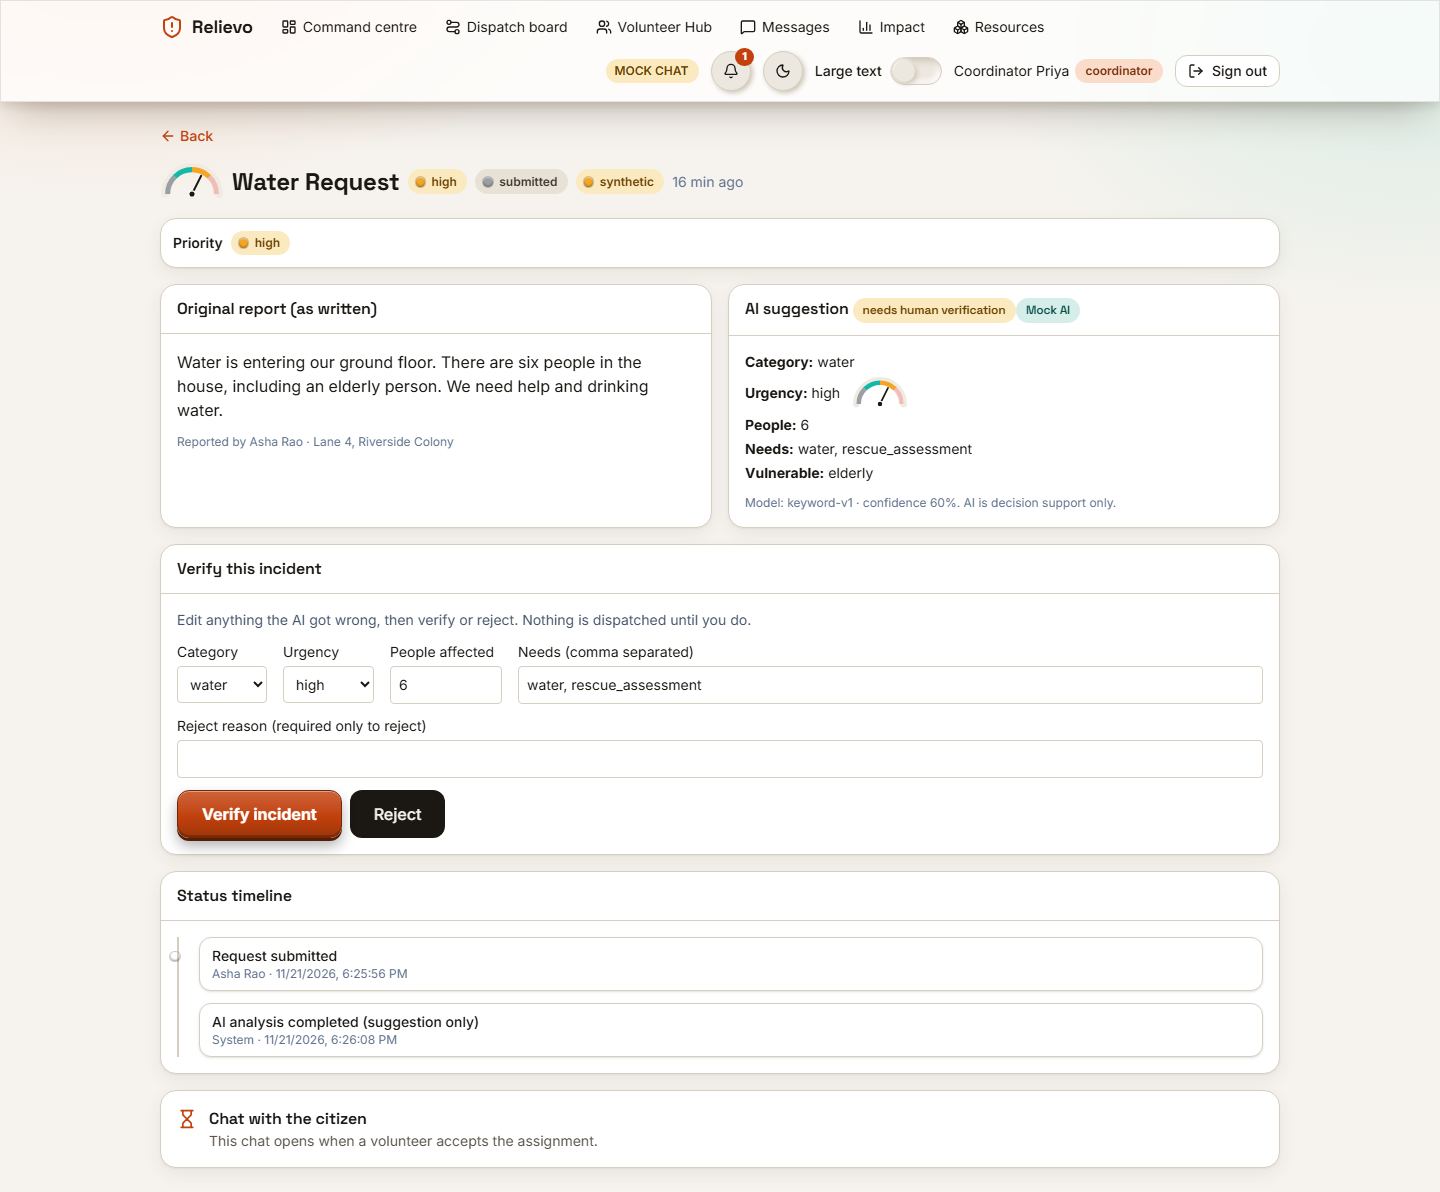 Relievo
Command centre
Dispatch board
Volunteer Hub
Messages
Impact
Resources
MOCK CHAT
1
Large text
Coordinator Priya
coordinator
Sign out
Back
Water Request
high
submitted
synthetic
16 min ago
Priority
high
Original report (as written)
Water is entering our ground floor. There are six people in the
house, including an elderly person. We need help and drinking
water.
Reported by Asha Rao · Lane 4, Riverside Colony
AI suggestion
needs human verification
Mock AI
Category: water
Urgency: high
People: 6
Needs: water, rescue_assessment
Vulnerable: elderly
Model: keyword-v1 · confidence 60%. AI is decision support only.
Verify this incident
Edit anything the AI got wrong, then verify or reject. Nothing is dispatched until you do.
Category
Urgency
People affected
Needs (comma separated)
water
high
6
water, rescue_assessment
Reject reason (required only to reject)
Verify incident
Reject
Status timeline
Request submitted
Asha Rao · 11/21/2026, 6:25:56 PM
AI analysis completed (suggestion only)
System · 11/21/2026, 6:26:08 PM
Chat with the citizen
This chat opens when a volunteer accepts the assignment.